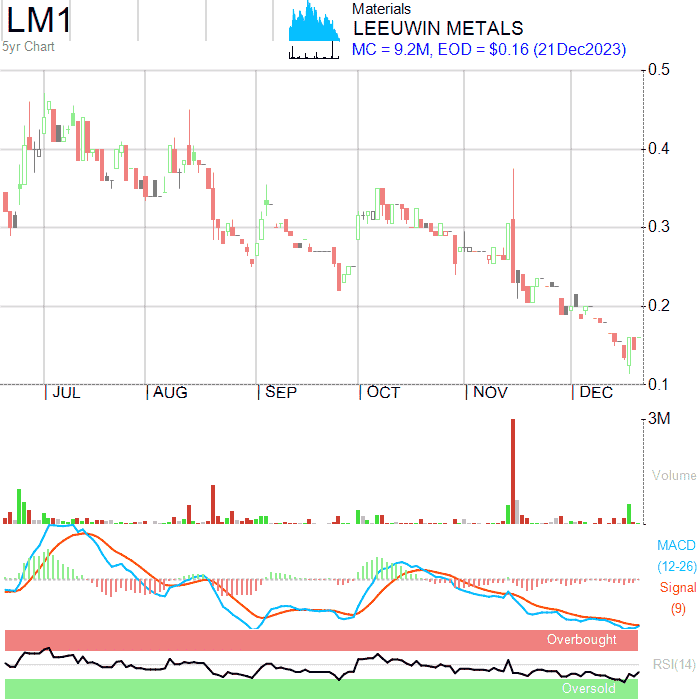 LM1
5yr Chart
Materials
LEEUWIN METALS
MC = 9.2M, EOD = $0.16 (21Dec2023)
0.5
0.4
0.3
0.2
0.1
JUL
AUG
SEP
OCT
NOV
DEC
3M
Volume
MACD
(12-26)
Signal
(9)
Overbought
RSI(14)
Oversold